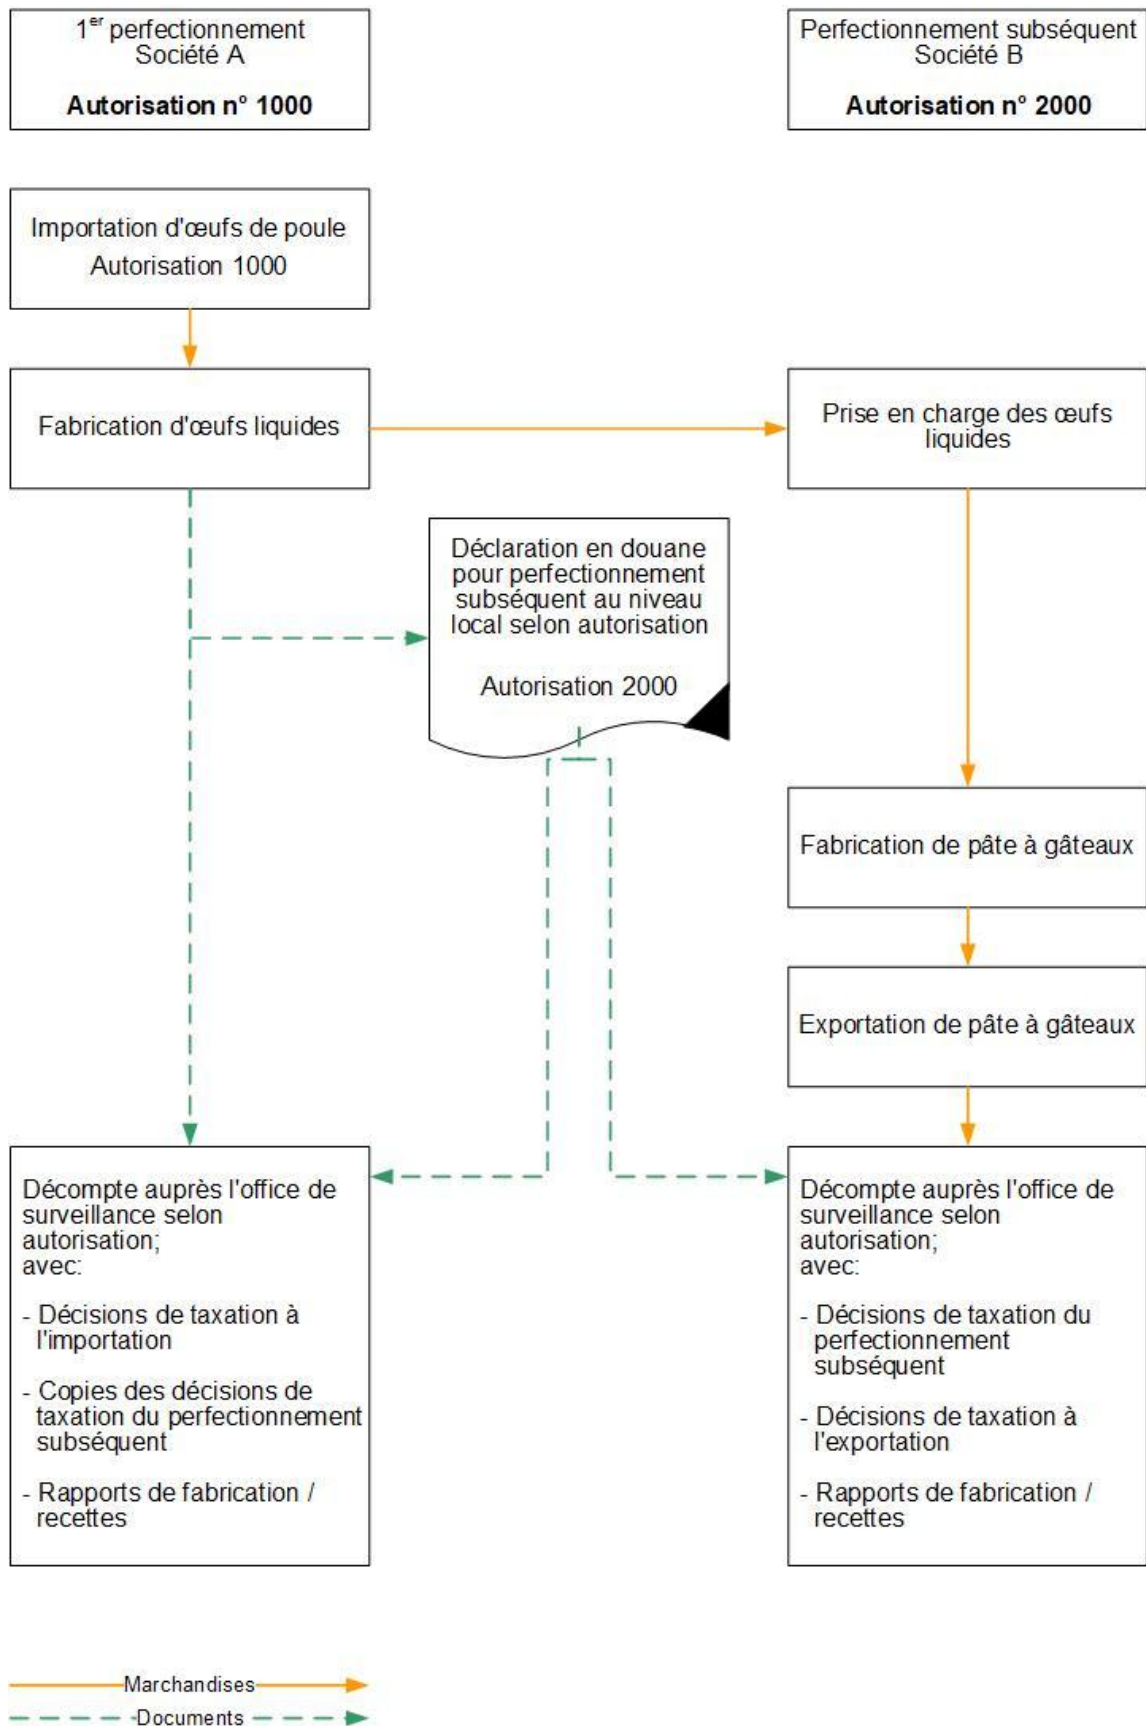 1er perfectionnement
Société A
Autorisation n° 1000
Perfectionnement subséquent
Société B
Autorisation n° 2000
Importation d'œufs de poule
Autorisation 1000
Fabrication d'œufs liquides
Prise en charge des œufs
liquides
Déclaration en douane
pour perfectionnement
subséquent au niveau
local selon autorisation
Autorisation 2000
Fabrication de pâte à gâteaux
Exportation de pâte à gâteaux
Décompte auprès l'office de
surveillance selon
autorisation;
avec:
- Décisions de taxation à
l'importation
- Copies des décisions de
taxation du perfectionnement
subséquent
- Rapports de fabrication /
recettes
Décompte auprès l'office de
surveillance selon
autorisation;
avec:
- Décisions de taxation du
perfectionnement
subséquent
- Décisions de taxation à
l'exportation
- Rapports de fabrication /
recettes
Marchandises
Documents